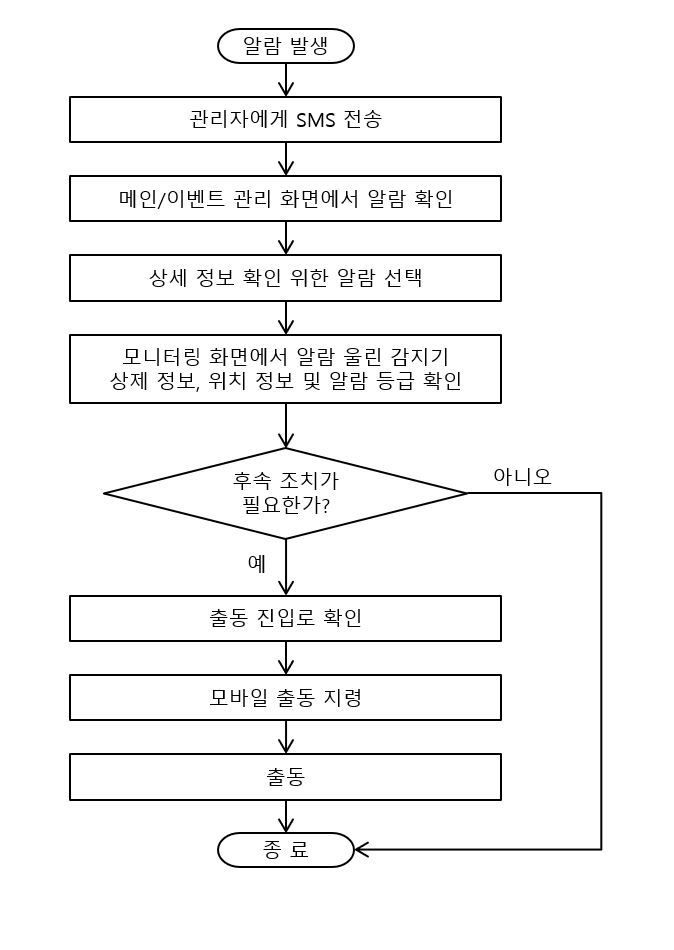 알람 발생
관리자에게 SMS 전송
메인/이벤트 관리 화면에서 알람 확인
상세 정보 확인 위한 알람 선택
모니터링 화면에서 알람 울린 감지기
상제 정보, 위치 정보 및 알람 등급 확인
후속 조치가
필요한가?
아니오
예
출동 진입로 확인
모바일 출동 지령
출동
종 료